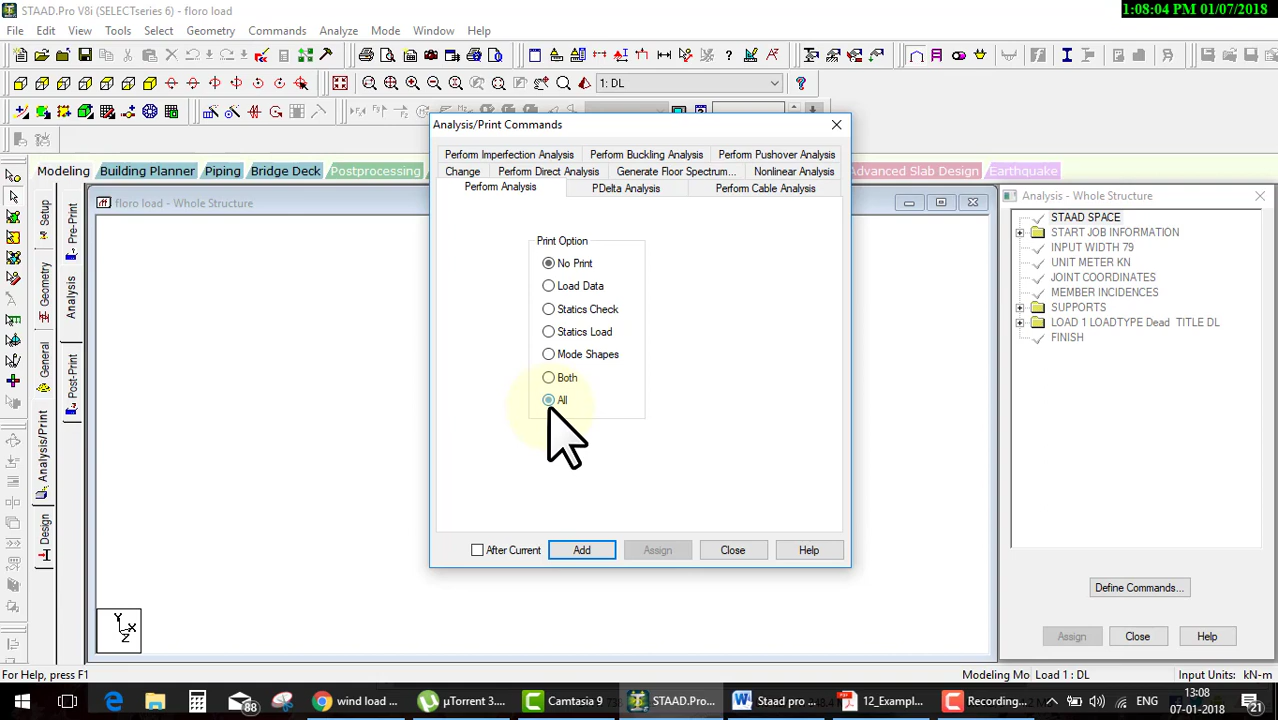 STAAD.Pro V8i (SELECTseries 6) - floro load
1:08:04 PM 01/07/2018
File Edit View Tools Select Geometry Commands Analyze Mode Window Help
1: DL
Modeling Building Planner Piping Bridge Deck Postprocessing Advanced Slab Design Earthquake
floro load - Whole Structure
Setup
Geometry
General
Analysis/Print
Design
Pre-Print
Analysis
Post-Print
Analysis/Print Commands
Perform Imperfection Analysis Perform Buckling Analysis Perform Pushover Analysis
Change Perform Direct Analysis Generate Floor Spectrum... Nonlinear Analysis
Perform Analysis PDelta Analysis Perform Cable Analysis
Print Option
No Print
Load Data
Statics Check
Statics Load
Mode Shapes
Both
All
After Current Add Assign Close Help
Analysis - Whole Structure
STAAD SPACE
START JOB INFORMATION
INPUT WIDTH 79
UNIT METER KN
JOINT COORDINATES
MEMBER INCIDENCES
SUPPORTS
LOAD 1 LOADTYPE Dead TITLE DL
FINISH
Define Commands...
Assign Close Help
Y
X
Z
For Help, press F1
Modeling Mo Load 1 : DL Input Units: kN-m
88 wind load ... µTorrent 3.... Camtasia 9 STAAD.Pro... Staad pro ... 12_Exampl... Recording... ENG 13:08
07-01-2018
21